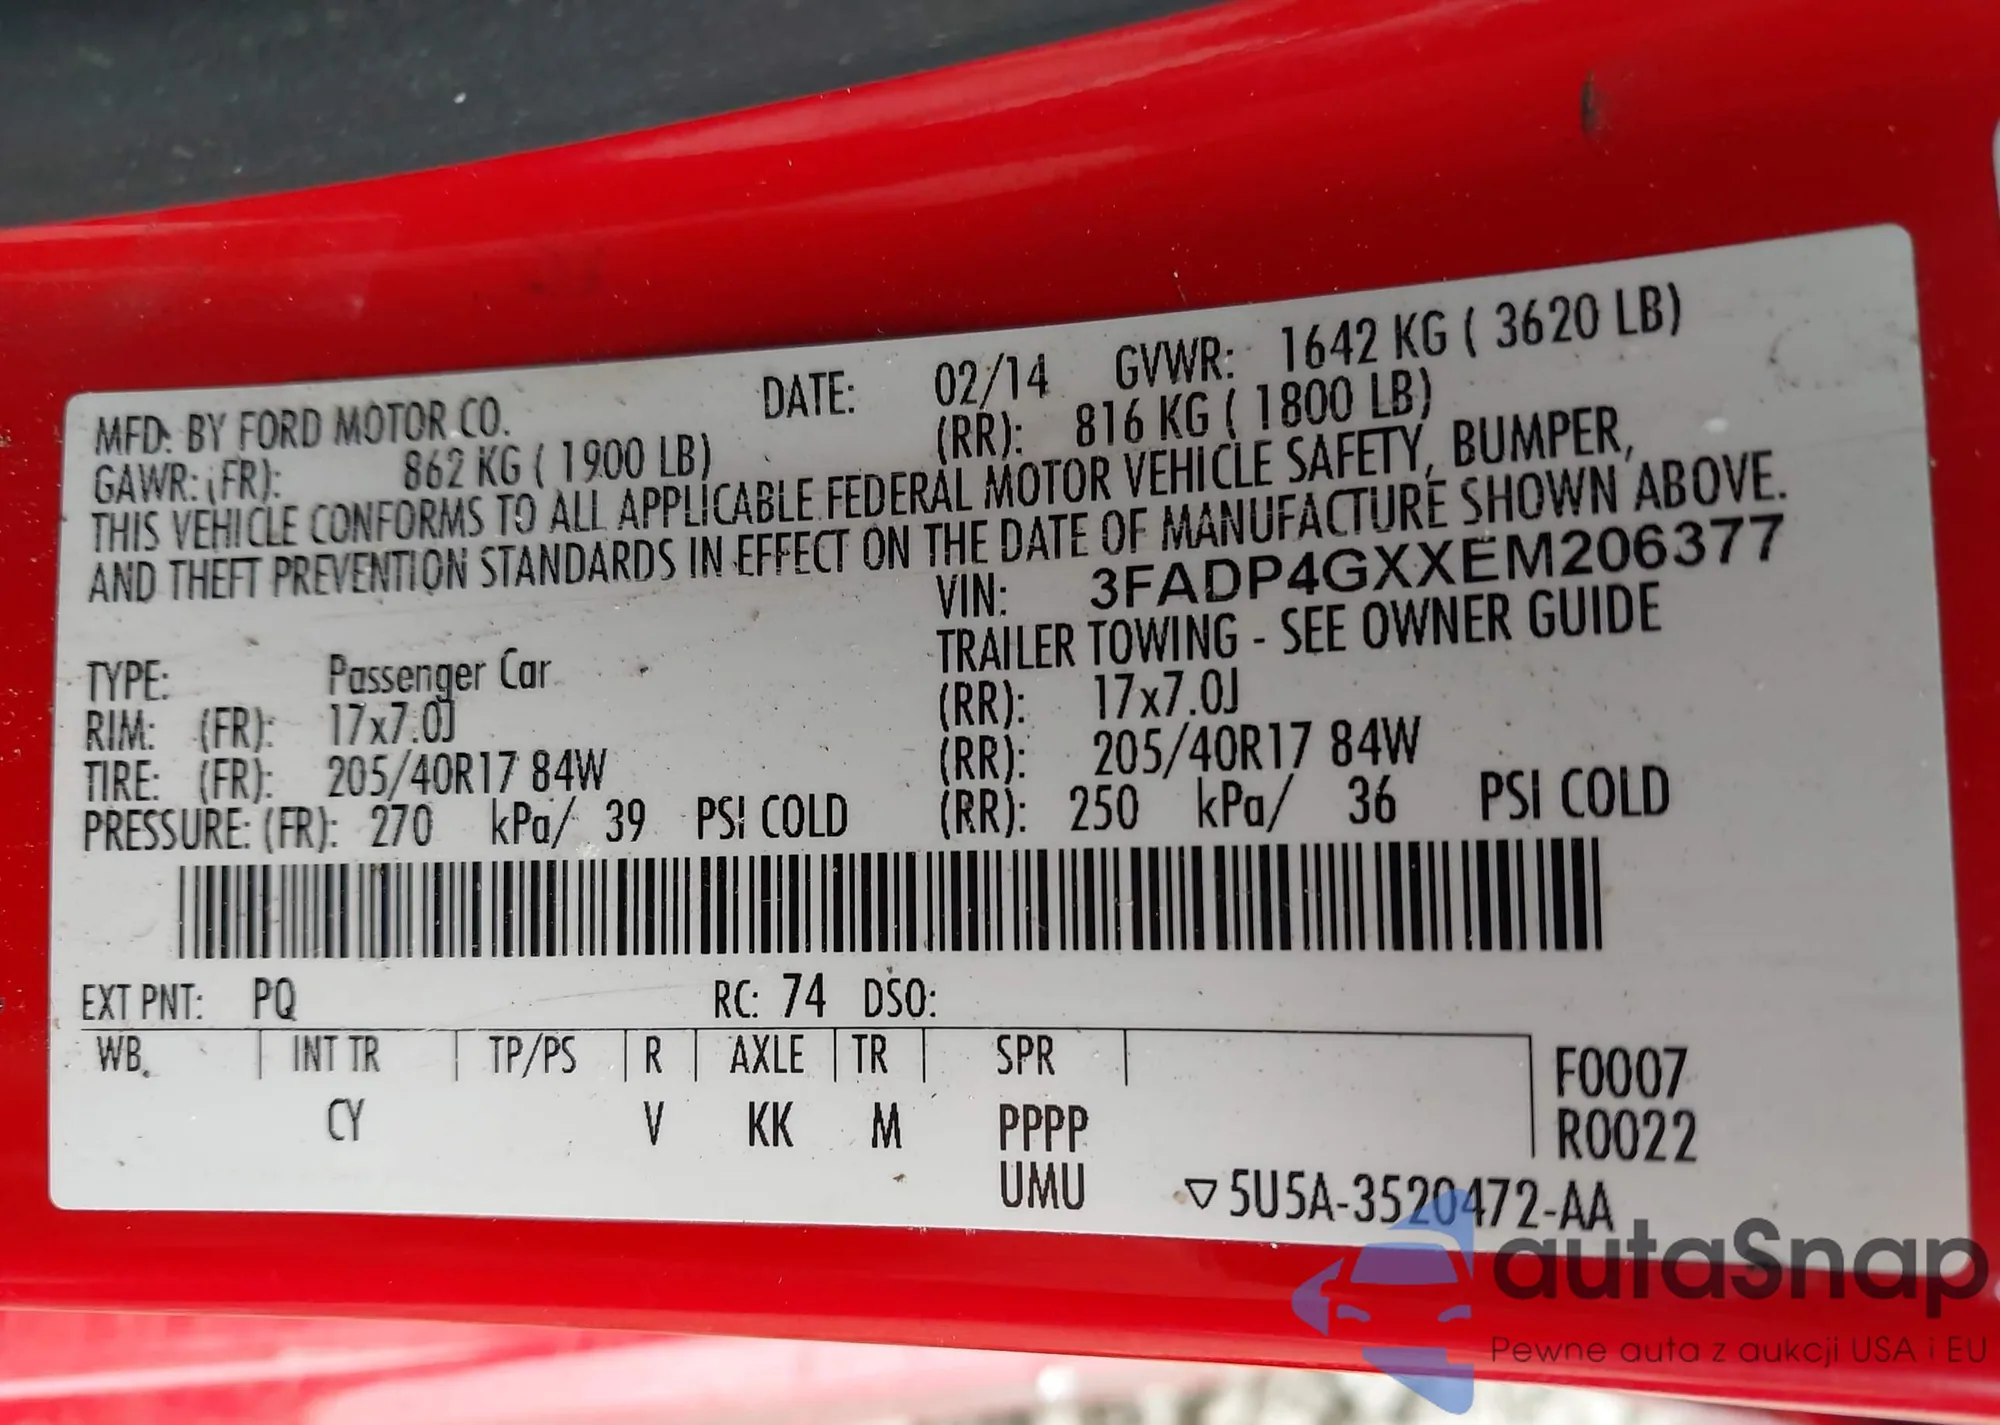 MFD. BY FORD MOTOR CO. DATE: 02/14 GVWR: 1642 KG ( 3620 LB)
GAWR: (FR): 862 KG ( 1900 LB) (RR): 816 KG ( 1800 LB)
THIS VEHICLE CONFORMS TO ALL APPLICABLE FEDERAL MOTOR VEHICLE SAFETY, BUMPER,
AND THEFT PREVENTION STANDARDS IN EFFECT ON THE DATE OF MANUFACTURE SHOWN ABOVE.
VIN: 3FADP4GXXEM206377
TYPE: Passenger Car TRAILER TOWING - SEE OWNER GUIDE
RIM: (FR): 17x7.0J (RR): 17x7.0J
TIRE: (FR): 205/40R17 84W (RR): 205/40R17 84W
PRESSURE: (FR): 270 kPa/ 39 PSI COLD (RR): 250 kPa/ 36 PSI COLD
EXT PNT: PQ RC: 74 DSO:
WB INT TR TP/PS R AXLE TR SPR F0007
CY V KK M PPPP R0022
UMU ▽5U5A-3520472-AA
autaSnap
Pewne auta z aukcji USA i EU